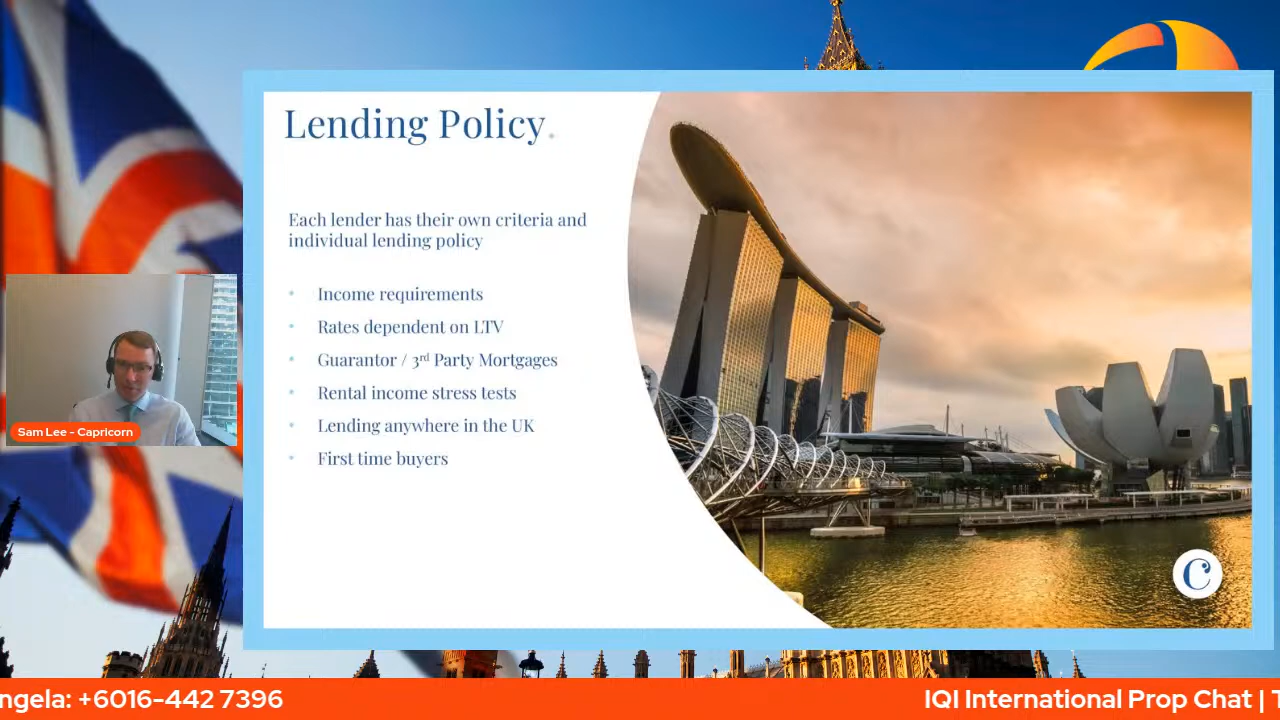 Lending Policy.
Each lender has their own criteria and
individual lending policy
• Income requirements
• Rates dependent on LTV
• Guarantor / 3rd Party Mortgages
• Rental income stress tests
• Lending anywhere in the UK
• First time buyers
C
Sam Lee - Capricorn
ngela: +6016-442 7396
IQI International Prop Chat | T